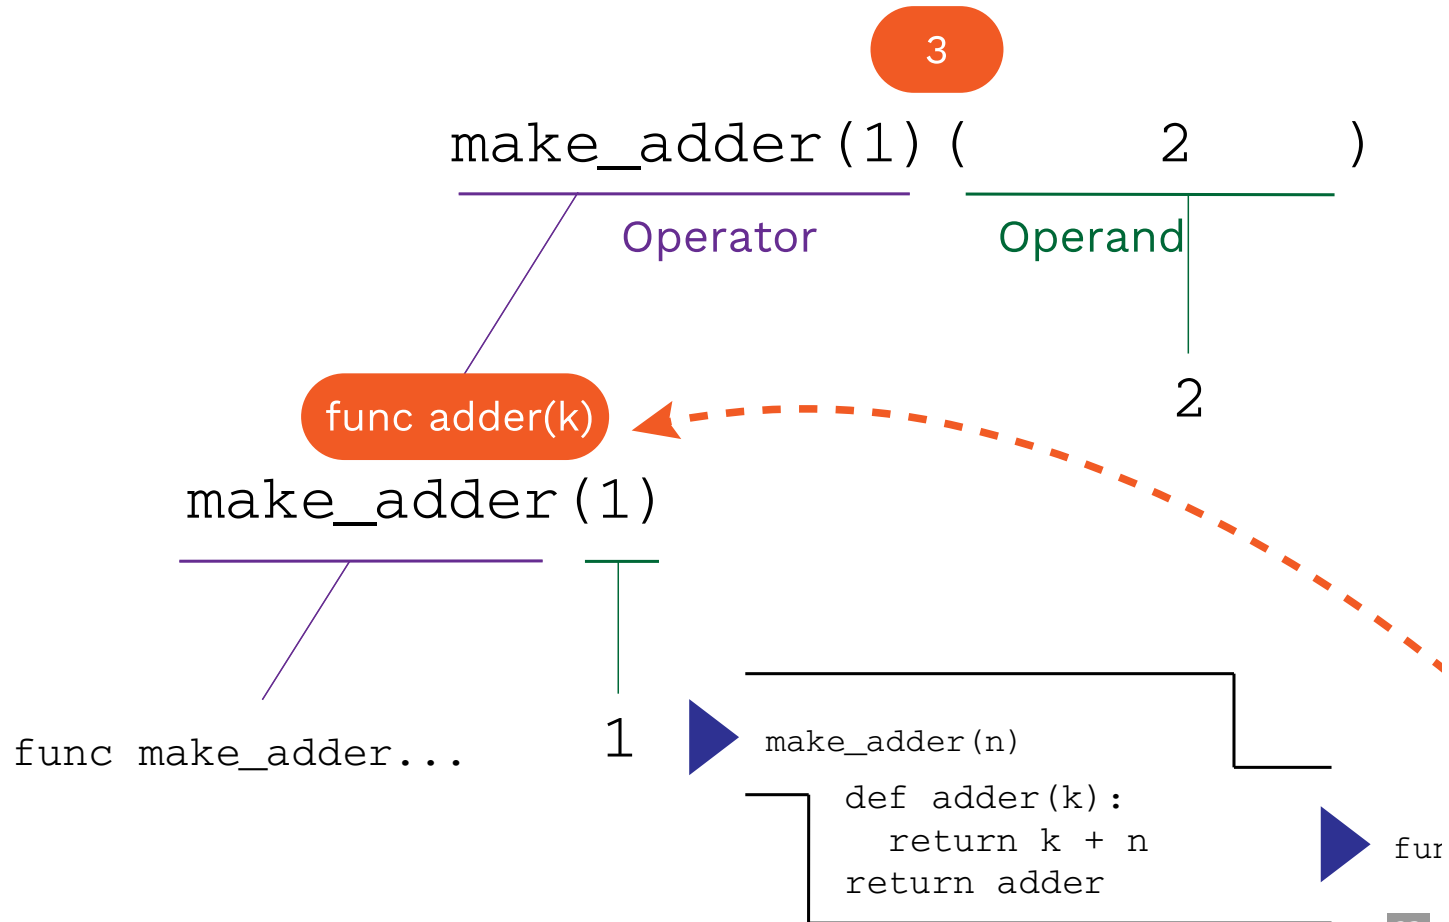 3
make_adder(1)( 2 )
Operator Operand
2
func adder(k)
make_adder(1)
func make_adder... 1
make_adder(n)
def adder(k):
  return k + n
return adder